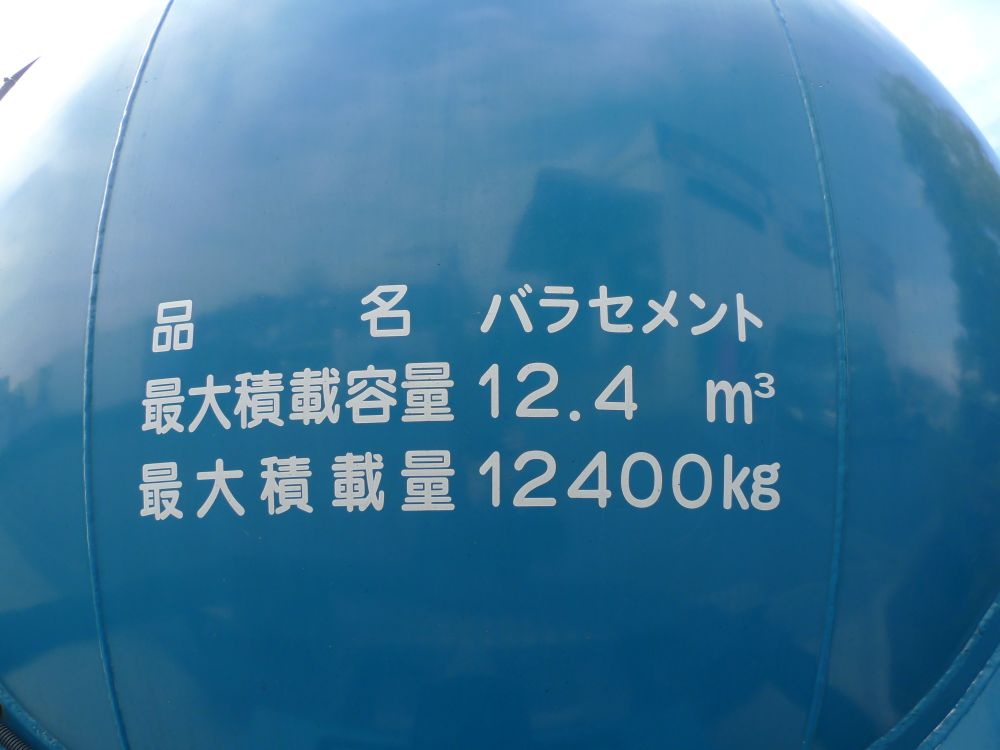 品名 バラセメント
最大積載容量 12.4 m³
最大積載量 12400kg